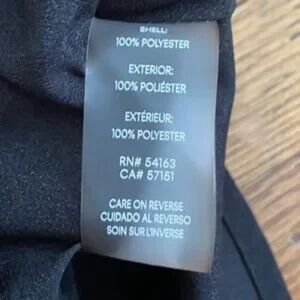 SHELL:
100% POLYESTER
EXTERIOR:
100% POLIÉSTER
EXTÉRIEUR:
100% POLYESTER
RN# 54163
CA# 57151
CARE ON REVERSE
CUIDADO AL REVERSO
SOIN SUR L'INVERSE